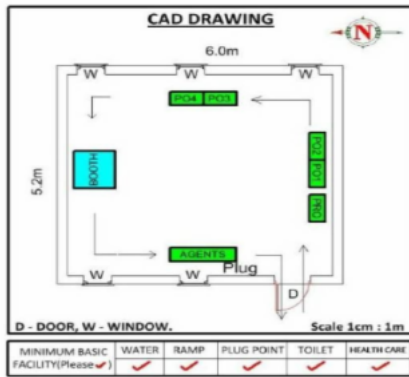 CAD DRAWING
N
6.0m
W W W
PO4 PO3
5.2m
BOOTH
PO2
PO1
PRO
AGENTS
Plug
W W
D
D - DOOR, W - WINDOW. Scale 1cm : 1m
MINIMUM BASIC FACILITY(Please ✓) WATER RAMP PLUG POINT TOILET HEALTH CARE
✓ ✓ ✓ ✓ ✓